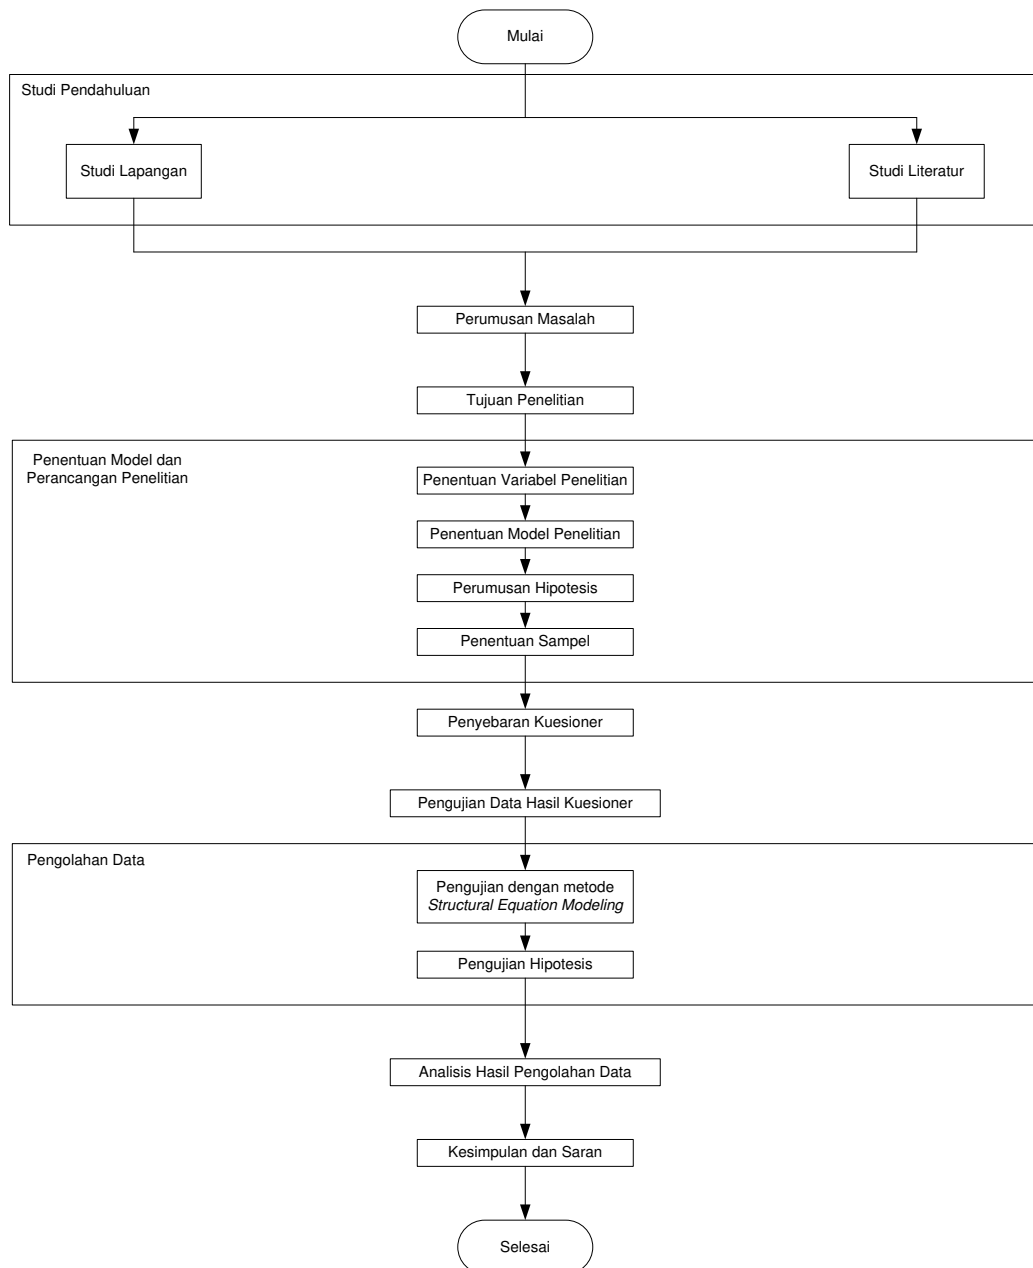 Mulai
Studi Pendahuluan
Studi Lapangan
Studi Literatur
Perumusan Masalah
Tujuan Penelitian
Penentuan Model dan
Perancangan Penelitian
Penentuan Variabel Penelitian
Penentuan Model Penelitian
Perumusan Hipotesis
Penentuan Sampel
Penyebaran Kuesioner
Pengujian Data Hasil Kuesioner
Pengolahan Data
Pengujian dengan metode
Structural Equation Modeling
Pengujian Hipotesis
Analisis Hasil Pengolahan Data
Kesimpulan dan Saran
Selesai